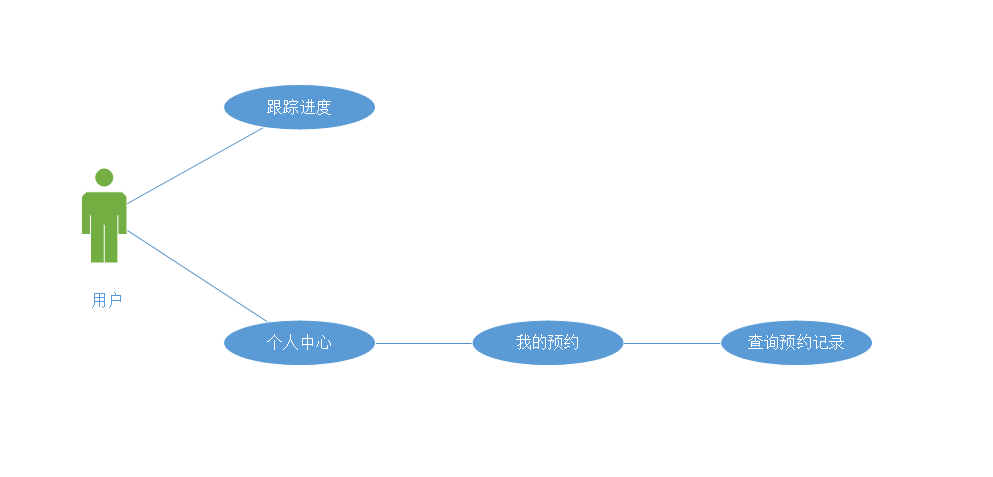 跟踪进度
用户
个人中心
我的预约
查询预约记录